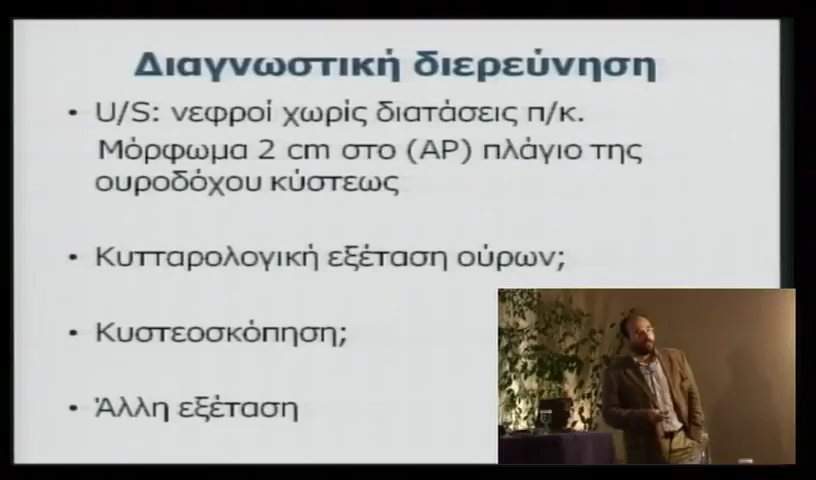 Διαγνωστική διερεύνηση
• U/S: νεφροί χωρίς διατάσεις π/κ.
Μόρφωμα 2 cm στο (ΑΡ) πλάγιο της
ουροδόχου κύστεως
• Κυτταρολογική εξέταση ούρων;
• Κυστεοσκόπηση;
• Άλλη εξέταση